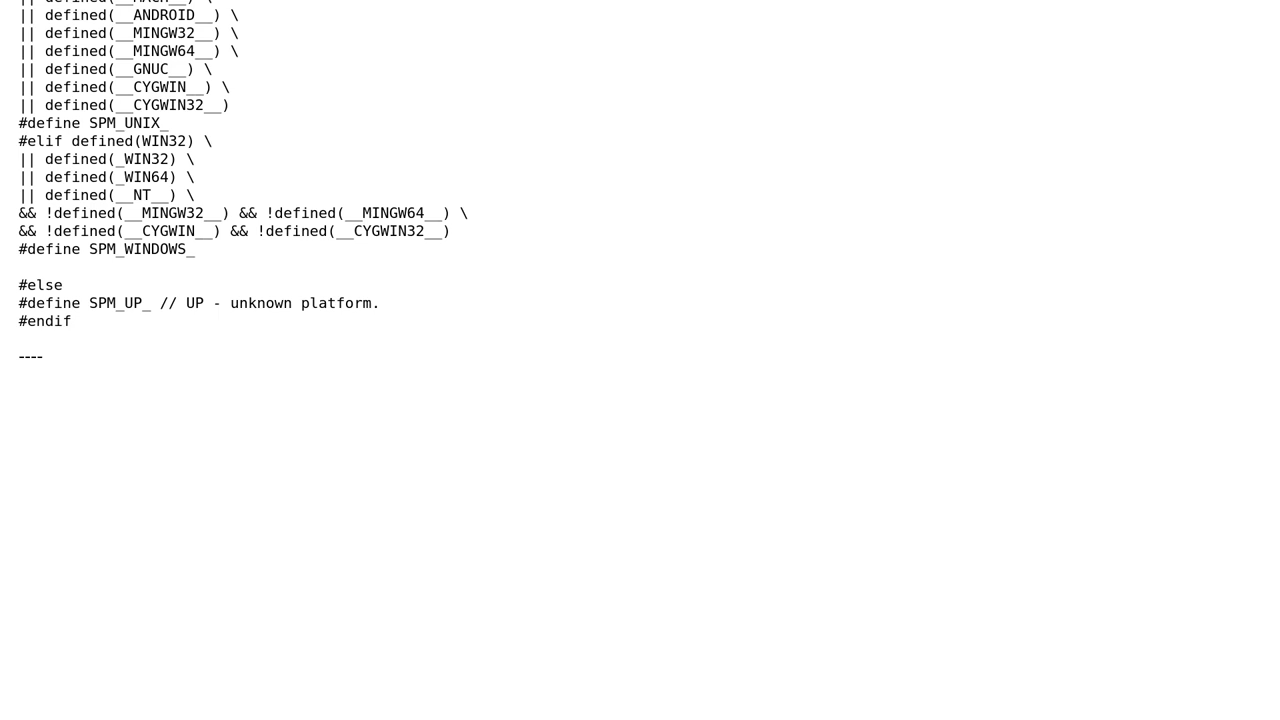 || defined(__MACH__) \
|| defined(__ANDROID__) \
|| defined(__MINGW32__) \
|| defined(__MINGW64__) \
|| defined(__GNUC__) \
|| defined(__CYGWIN__) \
|| defined(__CYGWIN32__)
#define SPM_UNIX_
#elif defined(WIN32) \
|| defined(_WIN32) \
|| defined(_WIN64) \
|| defined(__NT__) \
&& !defined(__MINGW32__) && !defined(__MINGW64__) \
&& !defined(__CYGWIN__) && !defined(__CYGWIN32__)
#define SPM_WINDOWS_

#else
#define SPM_UP_ // UP - unknown platform.
#endif

----